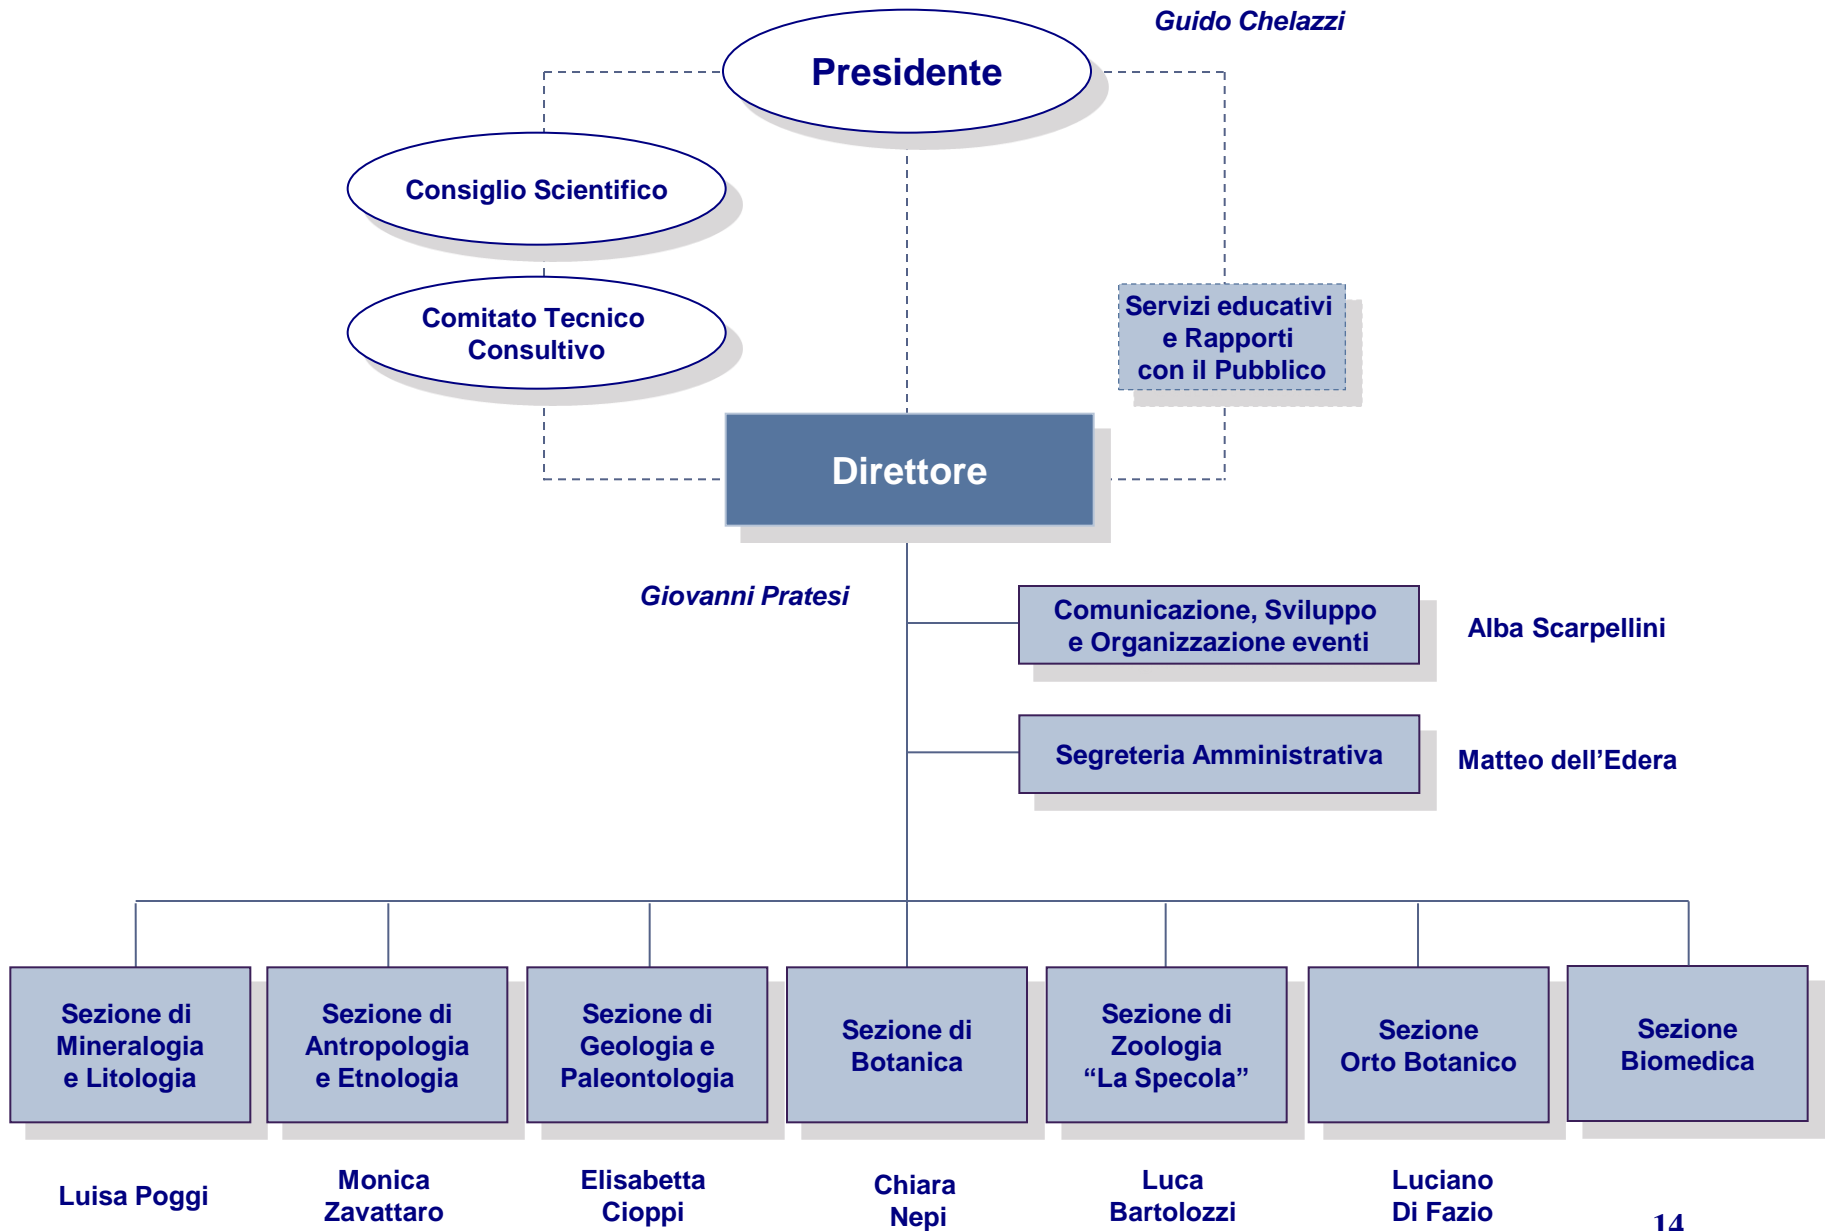 Guido Chelazzi
Presidente
Consiglio Scientifico
Comitato Tecnico
Consultivo
Servizi educativi
e Rapporti
con il Pubblico
Direttore
Giovanni Pratesi
Comunicazione, Sviluppo
e Organizzazione eventi
Alba Scarpellini
Segreteria Amministrativa
Matteo dell’Edera
Sezione di
Mineralogia
e Litologia
Sezione di
Antropologia
e Etnologia
Sezione di
Geologia e
Paleontologia
Sezione di
Botanica
Sezione di
Zoologia
“La Specola”
Sezione
Orto Botanico
Sezione
Biomedica
Luisa Poggi
Monica
Zavattaro
Elisabetta
Cioppi
Chiara
Nepi
Luca
Bartolozzi
Luciano
Di Fazio
14